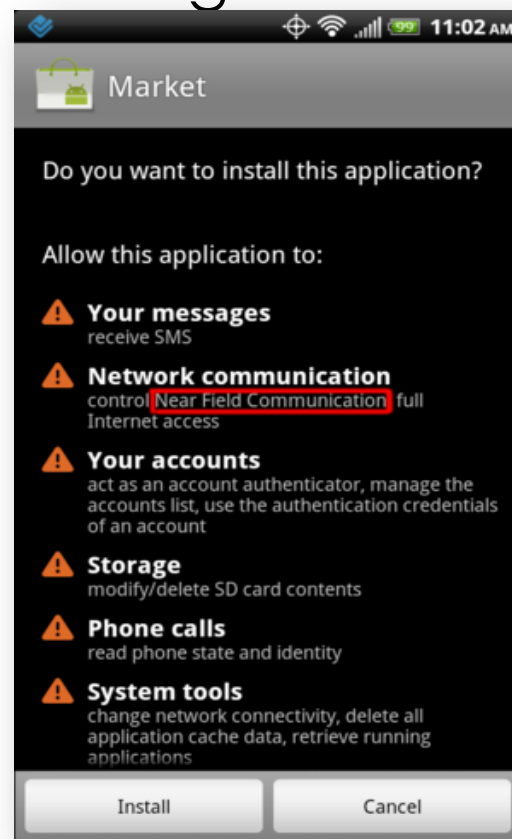 99 11:02 AM
Market
Do you want to install this application?
Allow this application to:
Your messages
receive SMS
Network communication
control Near Field Communication, full
Internet access
Your accounts
act as an account authenticator, manage the
accounts list, use the authentication credentials
of an account
Storage
modify/delete SD card contents
Phone calls
read phone state and identity
System tools
change network connectivity, delete all
application cache data, retrieve running
applications
Install Cancel